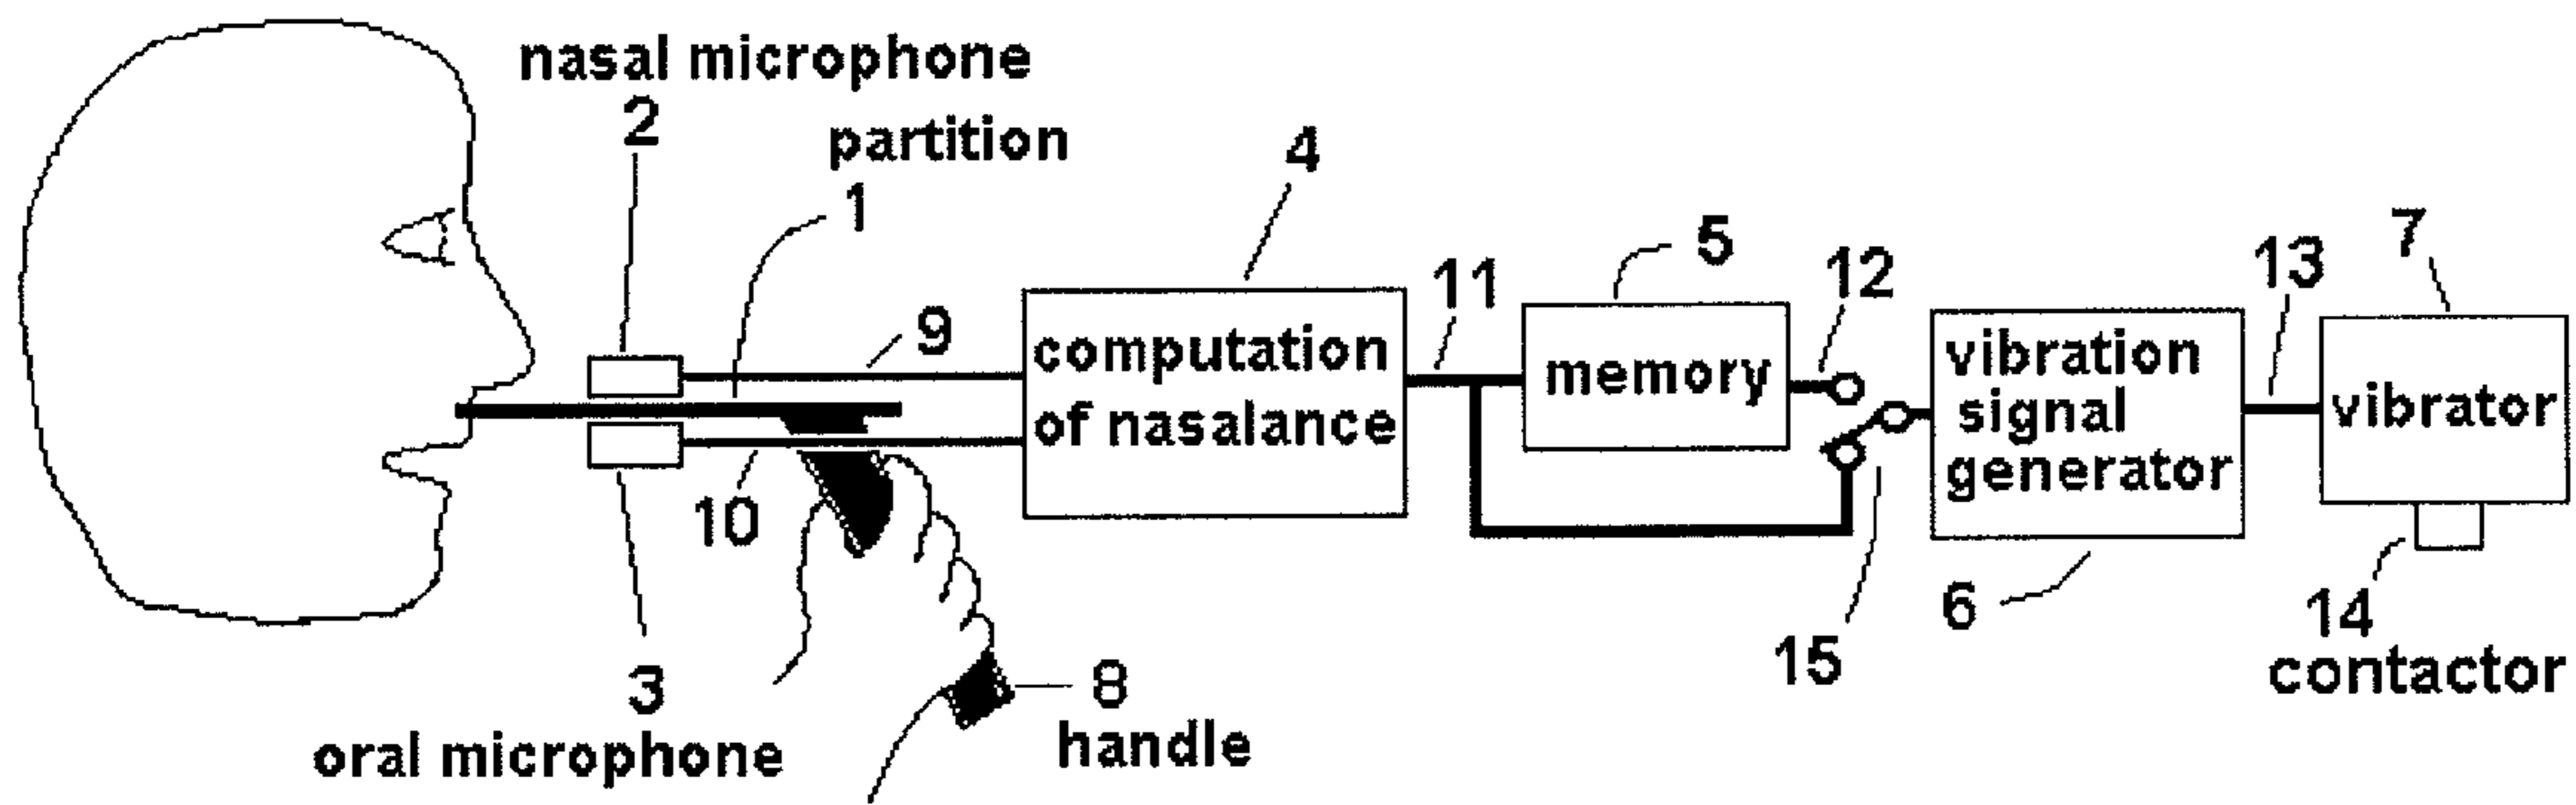 nasal microphone
2
partition
1
4
5
12
7
11
13
9
computation
of nasalance
memory
vibration
signal
generator
vibrator
10
3
oral microphone
8
handle
15
6
14
contactor